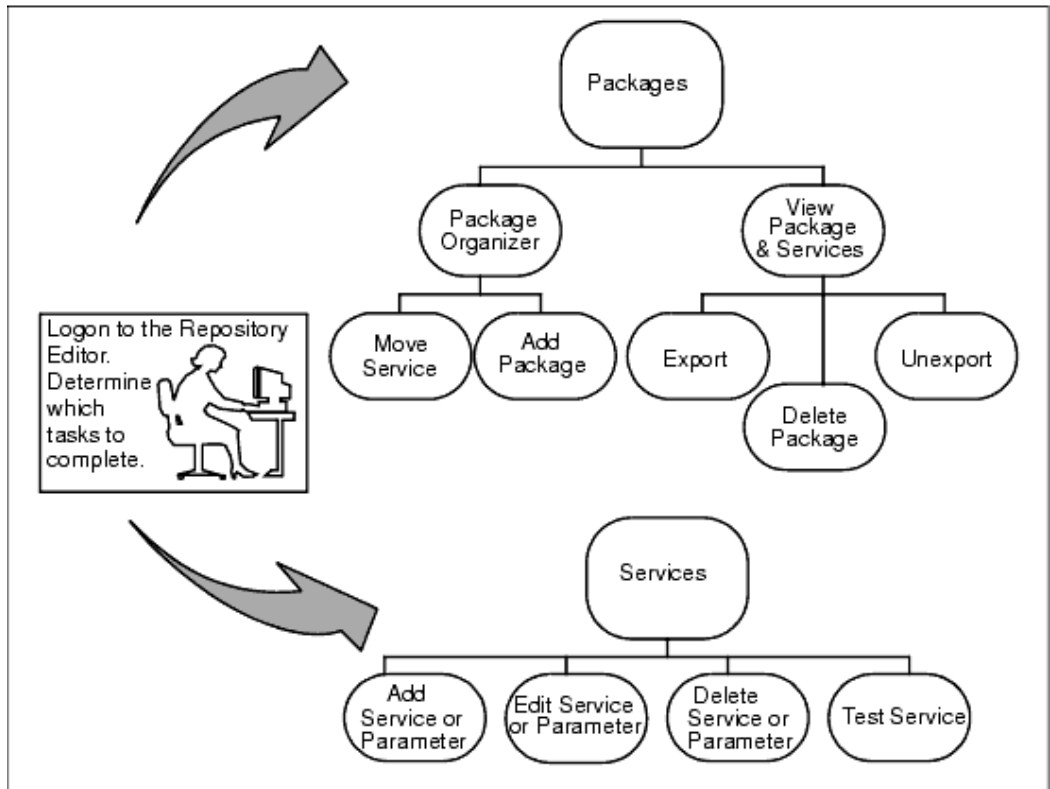 Packages
Package
Organizer
View
Package
& Services
Move
Service
Add
Package
Export
Unexport
Delete
Package
Logon to the Repository
Editor.
Determine
which
tasks to
complete.
Services
Add
Service or
Parameter
Edit Service
or Parameter
Delete
Service or
Parameter
Test Service